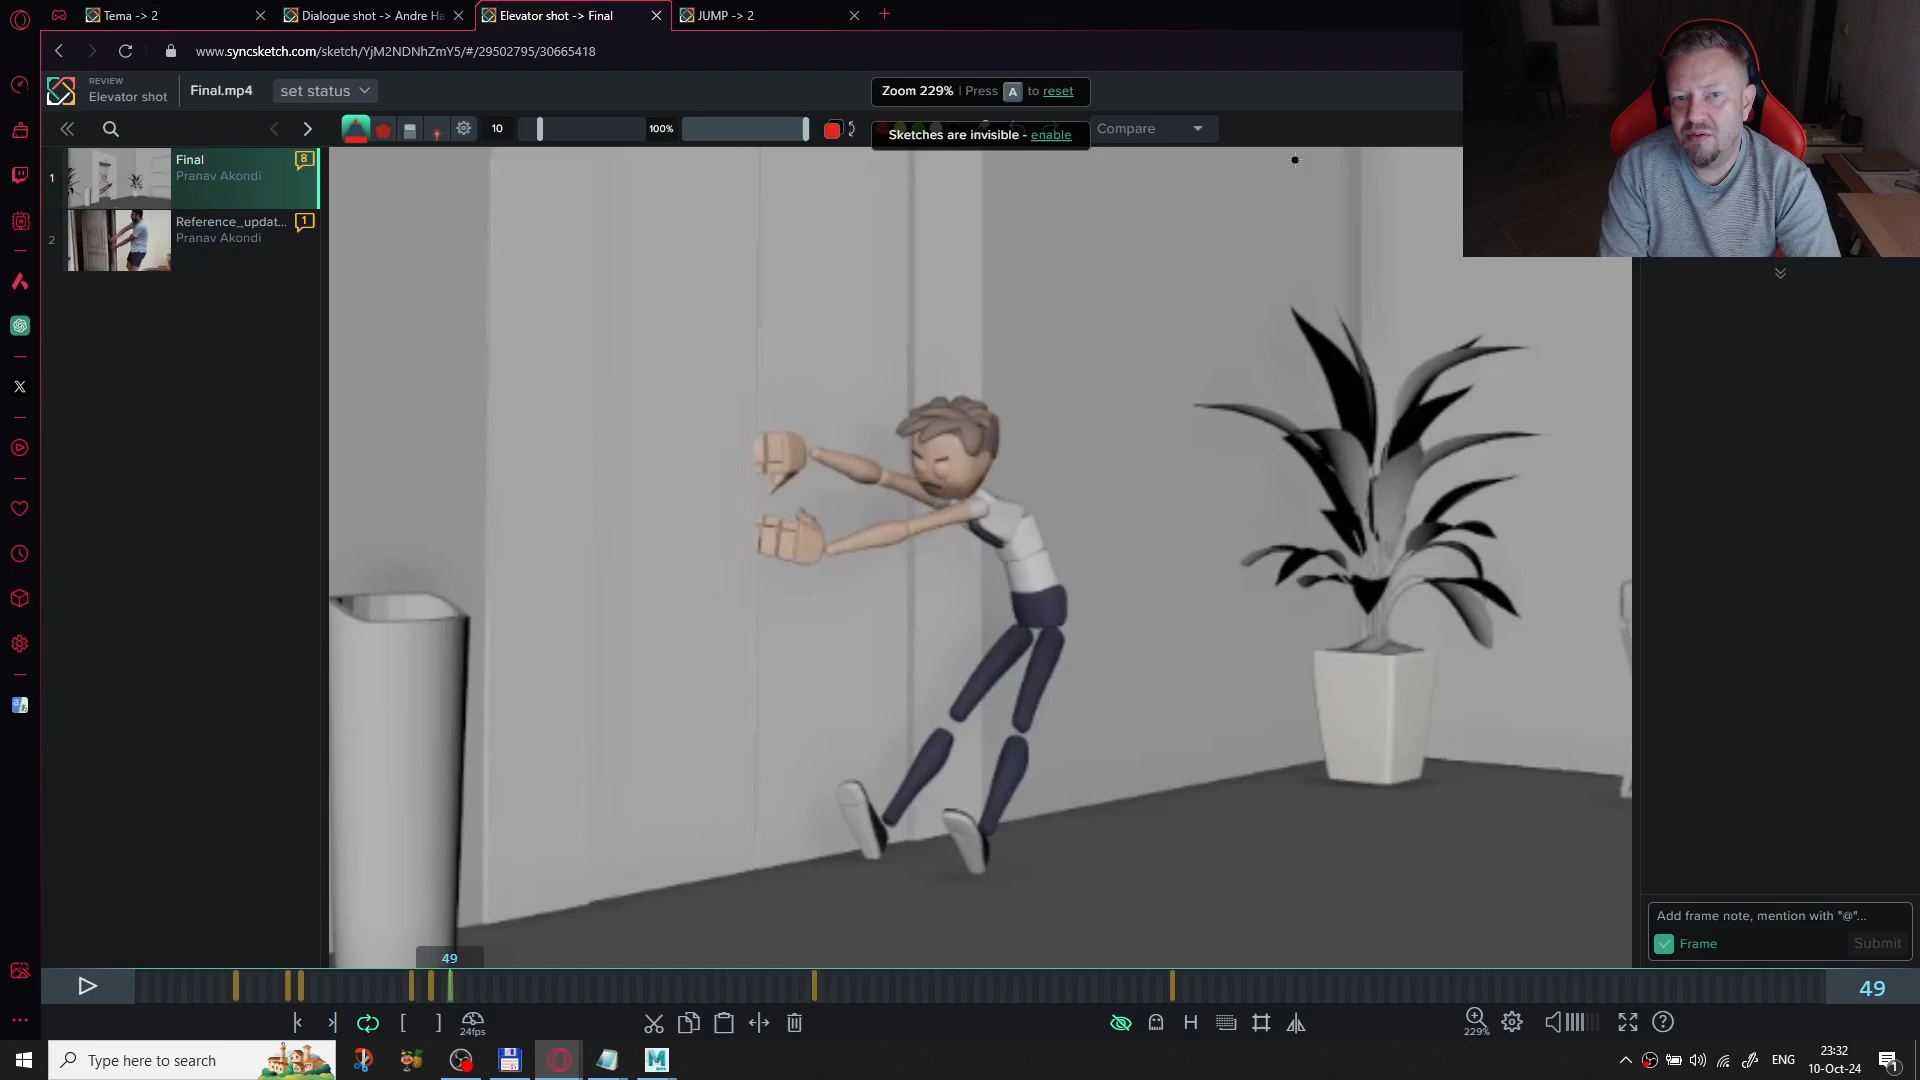 Tema -> 2
Dialogue shot -> Andre Ha
Elevator shot -> Final
JUMP -> 2
www.syncsketch.com/sketch/YjM2NDNhZmY5/#/29502795/30665418
REVIEW
Elevator shot
Final.mp4
set status
Zoom 229% | Press A to reset
10
100%
Sketches are invisible - enable
Compare
1
Final
8
Pranav Akondi
2
Reference_updat...
1
Pranav Akondi
Add frame note, mention with "@"...
Frame
Submit
49
49
24fps
H
229%
Type here to search
ENG
23:32
10-Oct-24
1